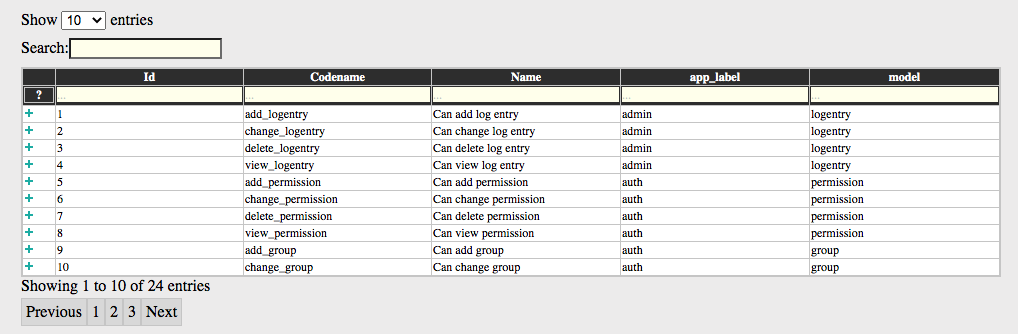 Show 10 entries
Search:
Id Codename Name app_label model
? ... ... ... ... ...
+ 1 add_logentry Can add log entry admin logentry
+ 2 change_logentry Can change log entry admin logentry
+ 3 delete_logentry Can delete log entry admin logentry
+ 4 view_logentry Can view log entry admin logentry
+ 5 add_permission Can add permission auth permission
+ 6 change_permission Can change permission auth permission
+ 7 delete_permission Can delete permission auth permission
+ 8 view_permission Can view permission auth permission
+ 9 add_group Can add group auth group
+ 10 change_group Can change group auth group
Showing 1 to 10 of 24 entries
Previous 1 2 3 Next